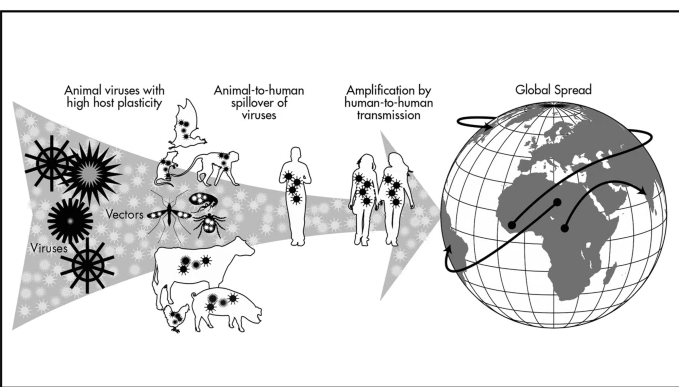 Animal viruses with
high host plasticity
Animal-to-human
spillover of
viruses
Amplification by
human-to-human
transmission
Global Spread
Vectors
Viruses